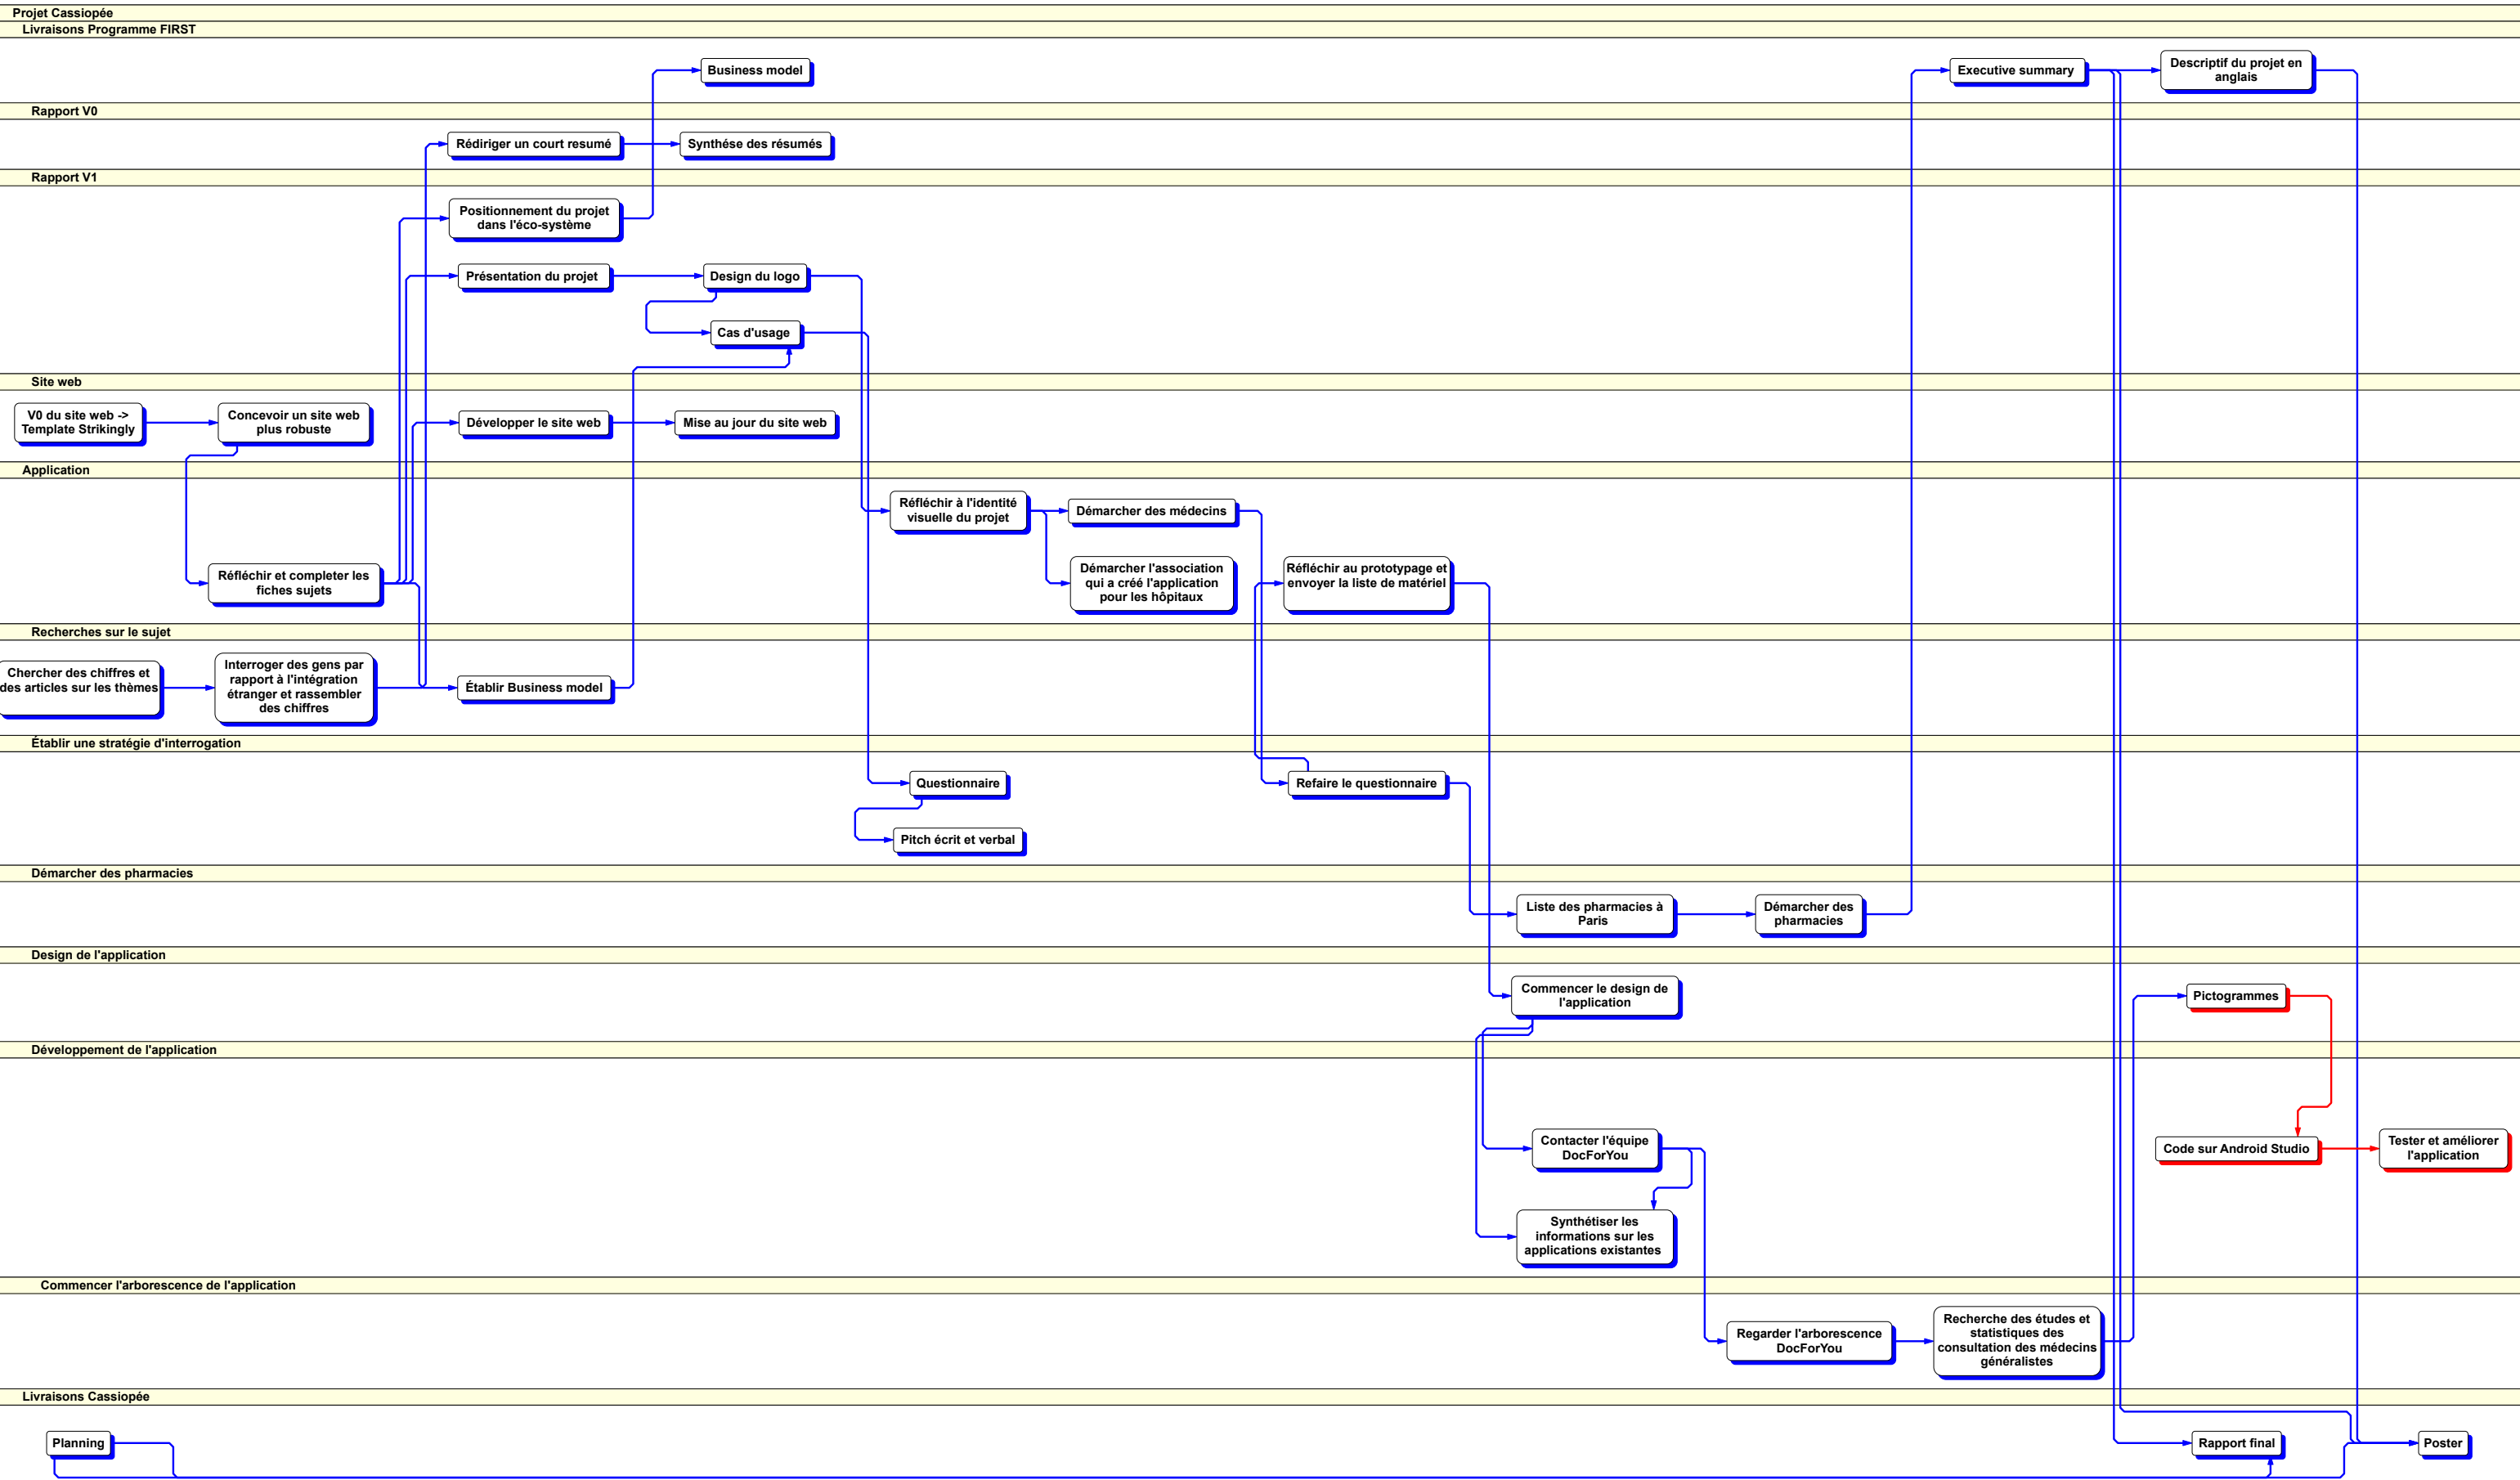 Projet Cassiopée
Livraisons Programme FIRST
Business model
Executive summary
Descriptif du projet en
anglais
Rapport V0
Rédiriger un court resumé
Synthése des résumés
Rapport V1
Positionnement du projet
dans l'éco-système
Présentation du projet
Design du logo
Cas d'usage
Site web
V0 du site web ->
Template Strikingly
Concevoir un site web
plus robuste
Développer le site web
Mise au jour du site web
Application
Réfléchir à l'identité
visuelle du projet
Démarcher des médecins
Réfléchir et completer les
fiches sujets
Démarcher l'association
qui a créé l'application
pour les hôpitaux
Réfléchir au prototypage et
envoyer la liste de matériel
Recherches sur le sujet
Chercher des chiffres et
des articles sur les thèmes
Interroger des gens par
rapport à l'intégration
étranger et rassembler
des chiffres
Établir Business model
Établir une stratégie d'interrogation
Questionnaire
Refaire le questionnaire
Pitch écrit et verbal
Démarcher des pharmacies
Liste des pharmacies à
Paris
Démarcher des
pharmacies
Design de l'application
Commencer le design de
l'application
Pictogrammes
Développement de l'application
Contacter l'équipe
DocForYou
Code sur Android Studio
Tester et améliorer
l'application
Synthétiser les
informations sur les
applications existantes
Commencer l'arborescence de l'application
Regarder l'arborescence
DocForYou
Recherche des études et
statistiques des
consultation des médecins
généralistes
Livraisons Cassiopée
Planning
Rapport final
Poster